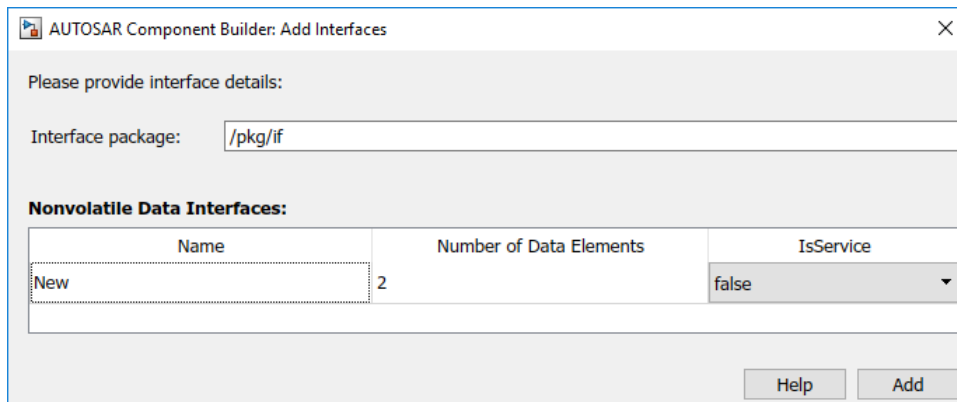 AUTOSAR Component Builder: Add Interfaces
Please provide interface details:
Interface package: /pkg/if
Nonvolatile Data Interfaces:
Name Number of Data Elements IsService
New 2 false
Help Add